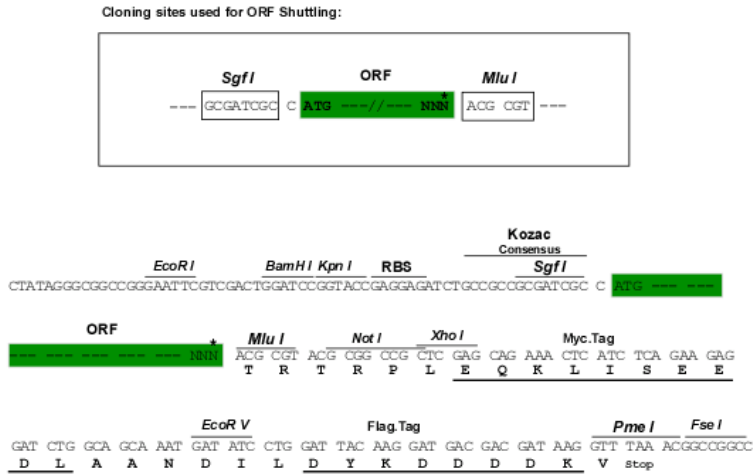 Cloning sites used for ORF Shuttling:
Sgf I ORF Mlu I
--- GCGATCGC C ATG ---//--- NNN* ACG CGT ---
Kozac
Consensus
EcoR I BamH I Kpn I RBS Sgf I
CTATAGGGCGGCCGGGAATTCGTCGACTGGATCCGGTACCGAGGAGATCTGCCGCCGCGATCGC C ATG --- ---
ORF Mlu I Not I Xho I Myc.Tag
--- --- --- --- --- NNN* ACG CGT ACG CGG CCG CTC GAG CAG AAA CTC ATC TCA GAA GAG
T R T R P L E Q K L I S E E
EcoR V Flag.Tag Pme I Fse I
GAT CTG GCA GCA AAT GAT ATC CTG GAT TAC AAG GAT GAC GAC GAT AAG GTT TAA ACGGCCGGCC
D L A A N D I L D Y K D D D D K V Stop